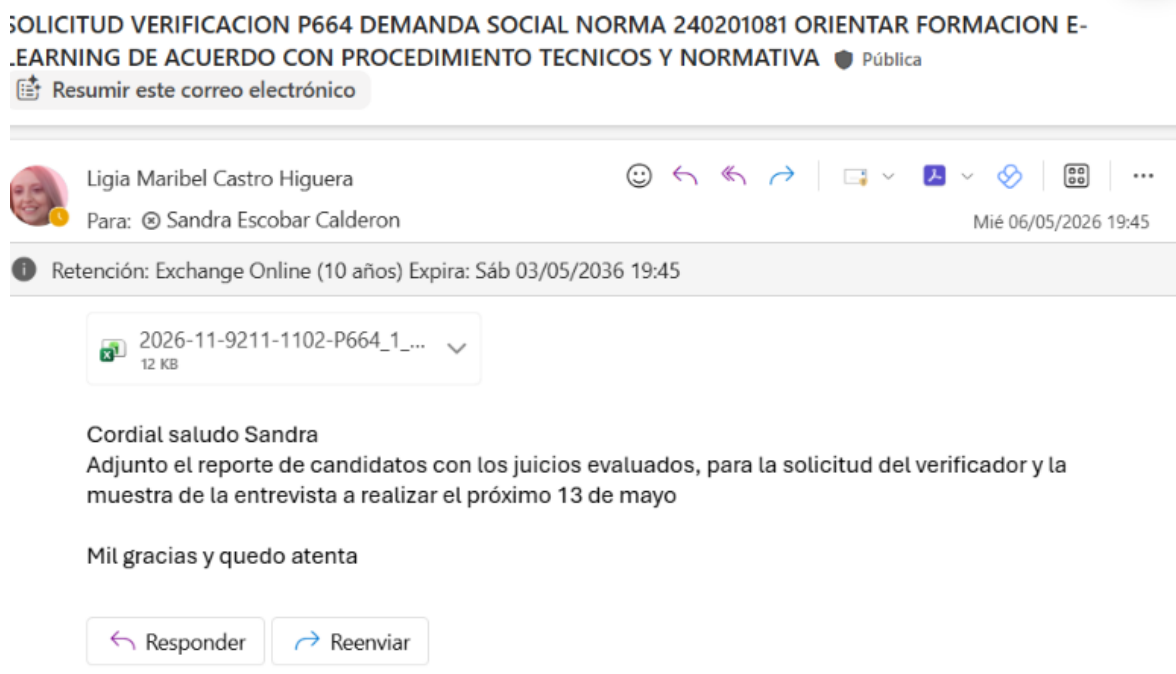 SOLICITUD VERIFICACION P664 DEMANDA SOCIAL NORMA 240201081 ORIENTAR FORMACION E-
LEARNING DE ACUERDO CON PROCEDIMIENTO TECNICOS Y NORMATIVA Pública
Resumir este correo electrónico
Ligia Maribel Castro Higuera
Para: Sandra Escobar Calderon
Mié 06/05/2026 19:45
Retención: Exchange Online (10 años) Expira: Sáb 03/05/2036 19:45
2026-11-9211-1102-P664_1_...
12 KB
Cordial saludo Sandra
Adjunto el reporte de candidatos con los juicios evaluados, para la solicitud del verificador y la
muestra de la entrevista a realizar el próximo 13 de mayo
Mil gracias y quedo atenta
Responder Reenviar